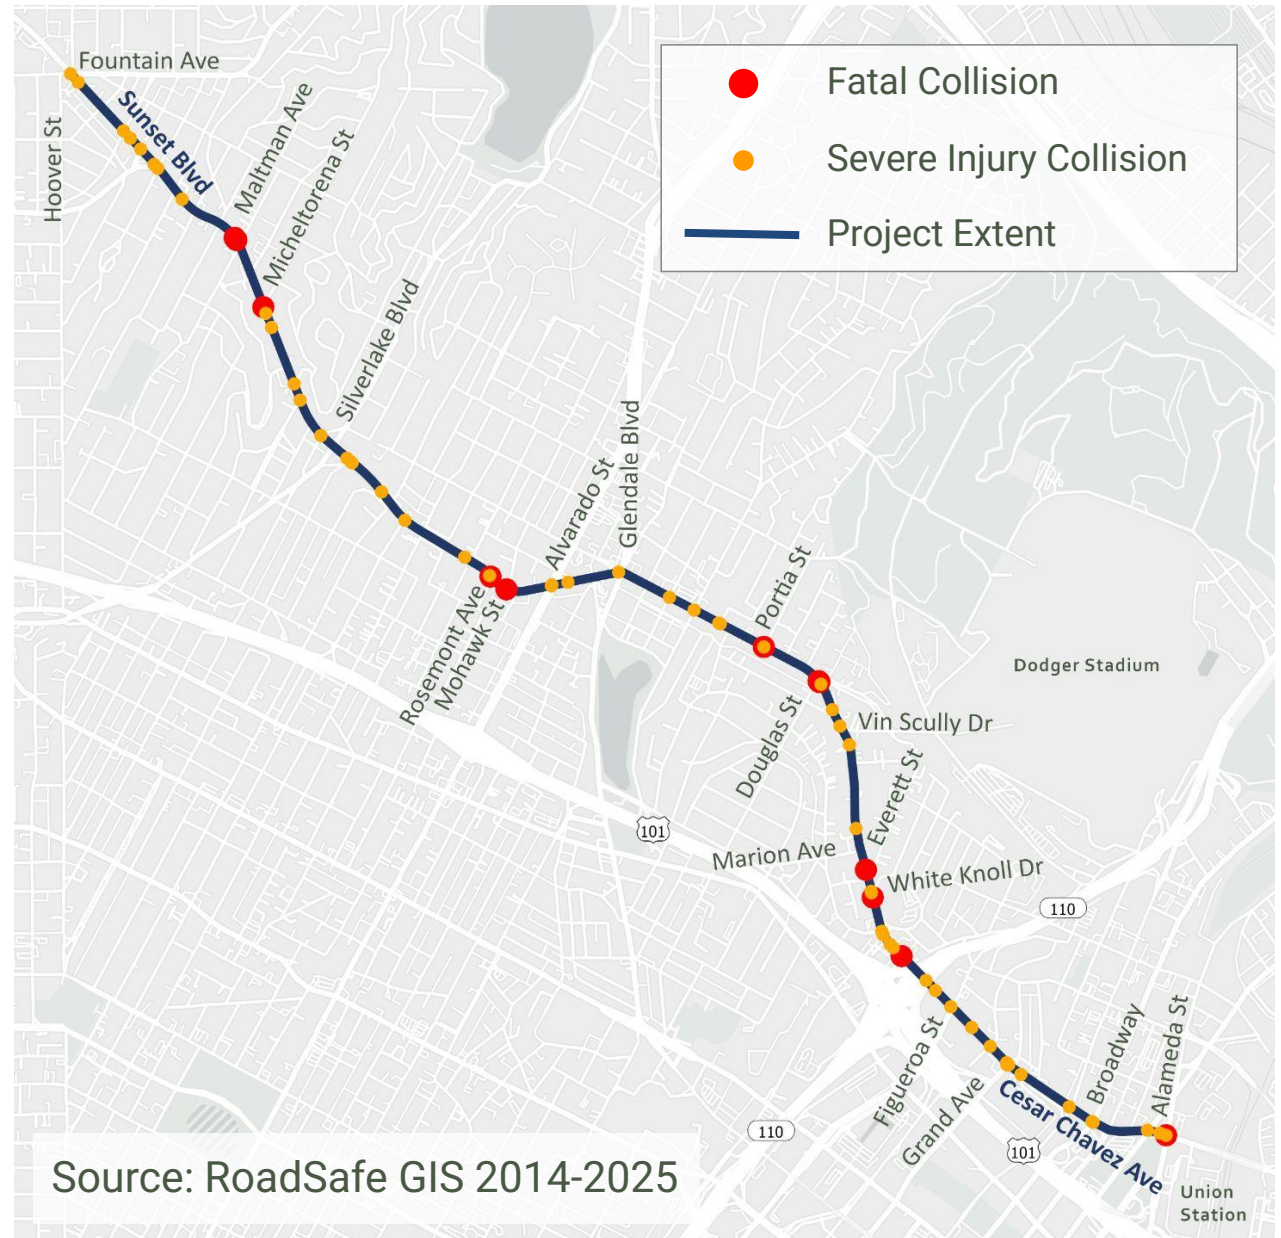 Fountain Ave
Hoover St
Sunset Blvd
Maltman Ave
Micheltorena St
Fatal Collision
Severe Injury Collision
Project Extent
Silverlake Blvd
Alvarado St
Glendale Blvd
Rosemont Ave
Mohawk St
Portia St
Dodger Stadium
Douglas St
Vin Scully Dr
Everett St
101
Marion Ave
White Knoll Dr
110
Figueroa St
Grand Ave
Cesar Chavez Ave
Broadway
Alameda St
110
101
Source: RoadSafe GIS 2014-2025
Union
Station